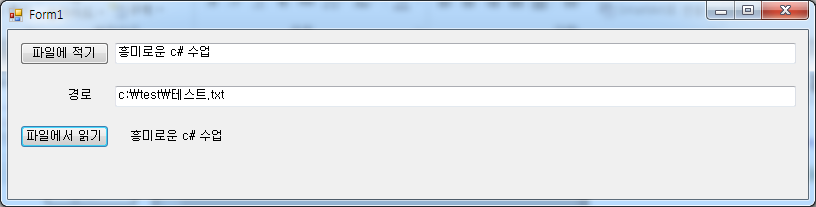 Form1
파일에 적기 흥미로운 c# 수업
경로 c:₩test₩테스트.txt
파일에서 읽기 흥미로운 c# 수업